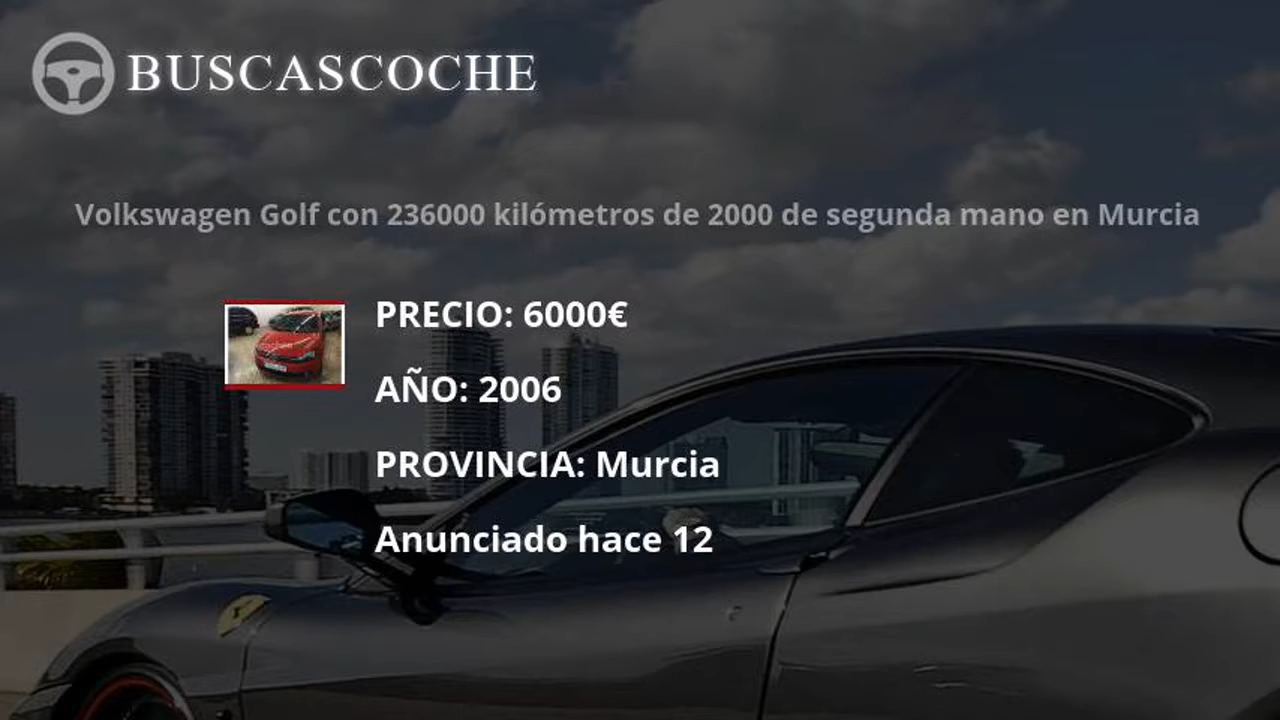 BUSCASCOCHE
Volkswagen Golf con 236000 kilómetros de 2000 de segunda mano en Murcia
PRECIO: 6000€
AÑO: 2006
PROVINCIA: Murcia
Anunciado hace 12